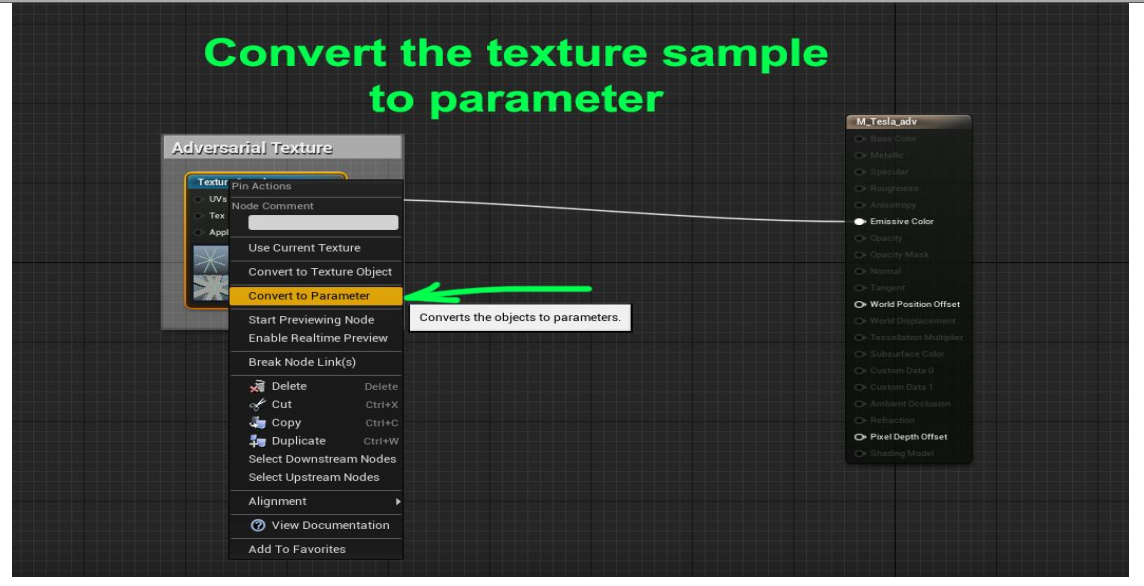 Convert the texture sample
to parameter
Adversarial Texture
UVs
Tex
Appl
Pin Actions
Node Comment
Use Current Texture
Convert to Texture Object
Convert to Parameter
Converts the objects to parameters.
Start Previewing Node
Enable Realtime Preview
Break Node Link(s)
Delete Delete
Cut Ctrl+X
Copy Ctrl+C
Duplicate Ctrl+W
Select Downstream Nodes
Select Upstream Nodes
Alignment
View Documentation
Add To Favorites
M_Tesla_adv
Base Color
Metallic
Specular
Roughness
Anisotropy
Emissive Color
Opacity
Opacity Mask
Normal
Tangent
World Position Offset
World Displacement
Tessellation Multiplier
Subsurface Color
Custom Data 0
Custom Data 1
Ambient Occlusion
Refraction
Pixel Depth Offset
Shading Model